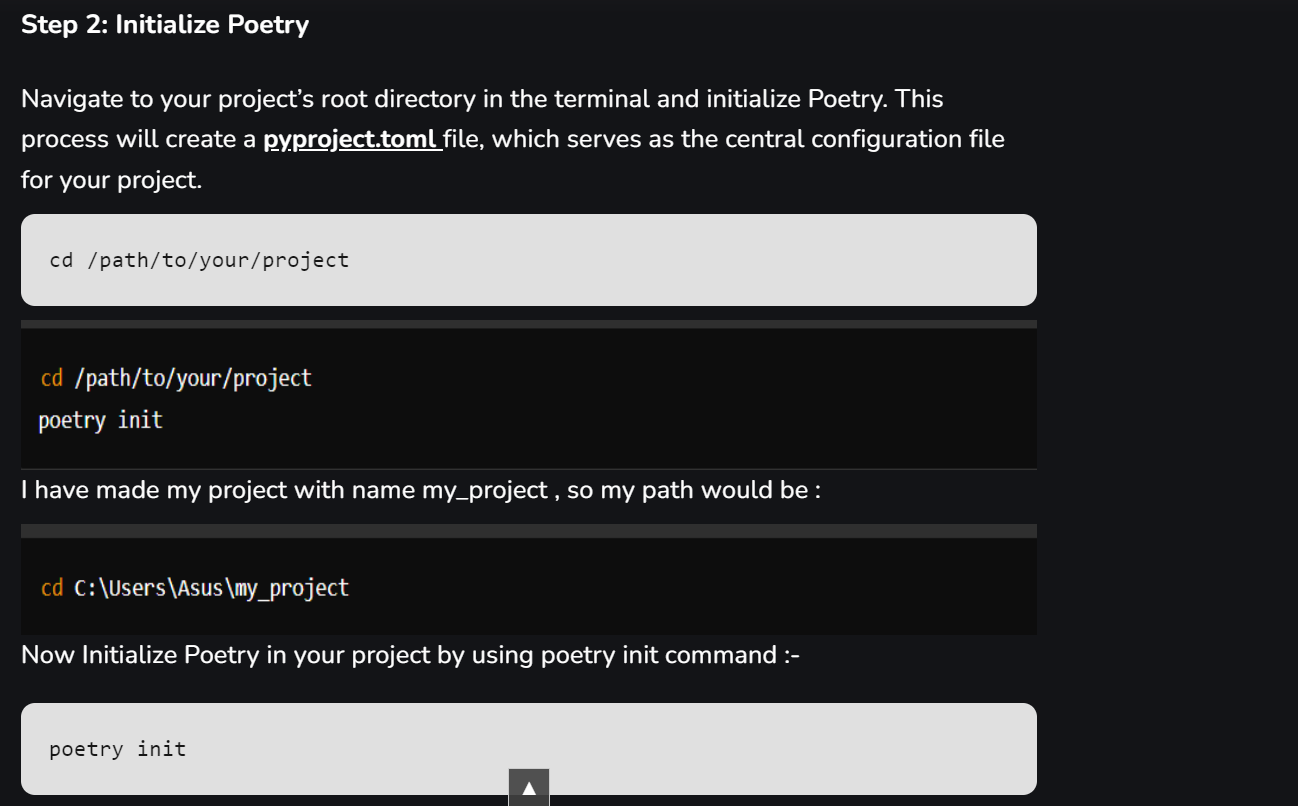 Step 2: Initialize Poetry
Navigate to your project’s root directory in the terminal and initialize Poetry. This
process will create a pyproject.toml file, which serves as the central configuration file
for your project.
cd /path/to/your/project
cd /path/to/your/project
poetry init
I have made my project with name my_project , so my path would be :
cd C:\Users\Asus\my_project
Now Initialize Poetry in your project by using poetry init command :-
poetry init